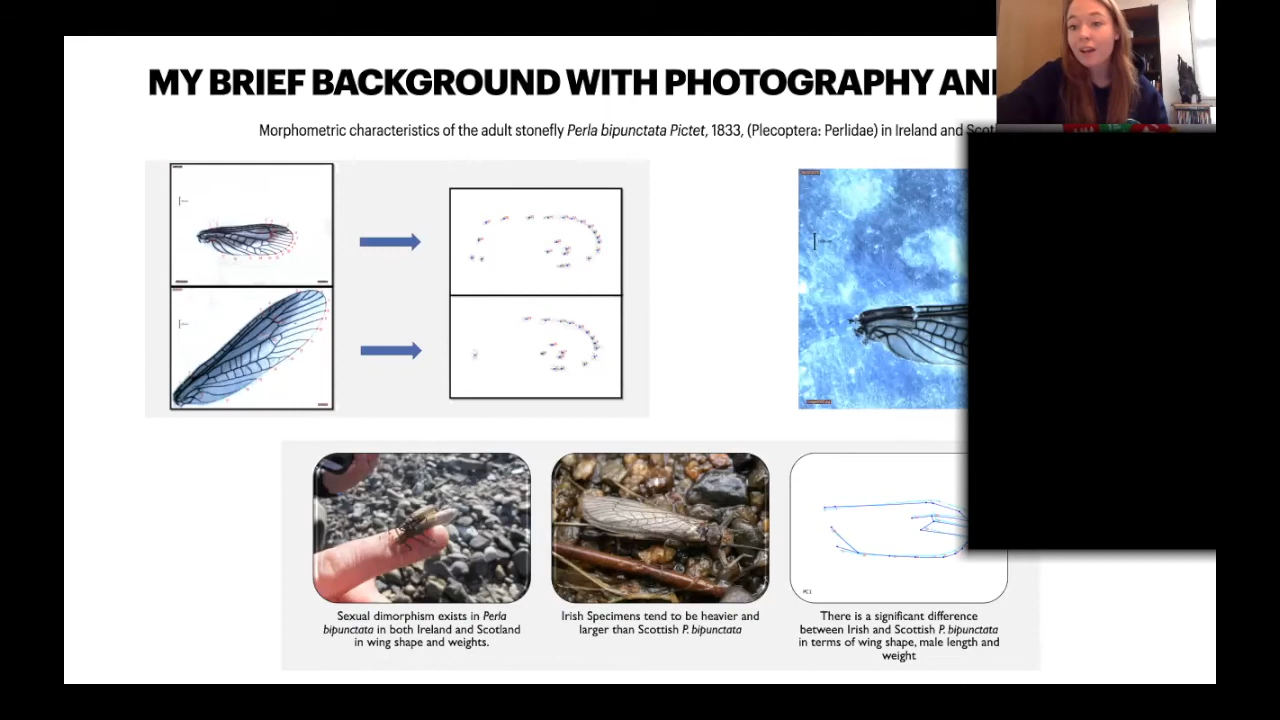 MY BRIEF BACKGROUND WITH PHOTOGRAPHY AN
Morphometric characteristics of the adult stonefly Perla bipunctata Pictet, 1833, (Plecoptera: Perlidae) in Ireland and Scot
Sexual dimorphism exists in Perla
bipunctata in both Ireland and Scotland
in wing shape and weights.
Irish Specimens tend to be heavier and
larger than Scottish P. bipunctata
PC1
There is a significant difference
between Irish and Scottish P. bipunctata
in terms of wing shape, male length and
weight